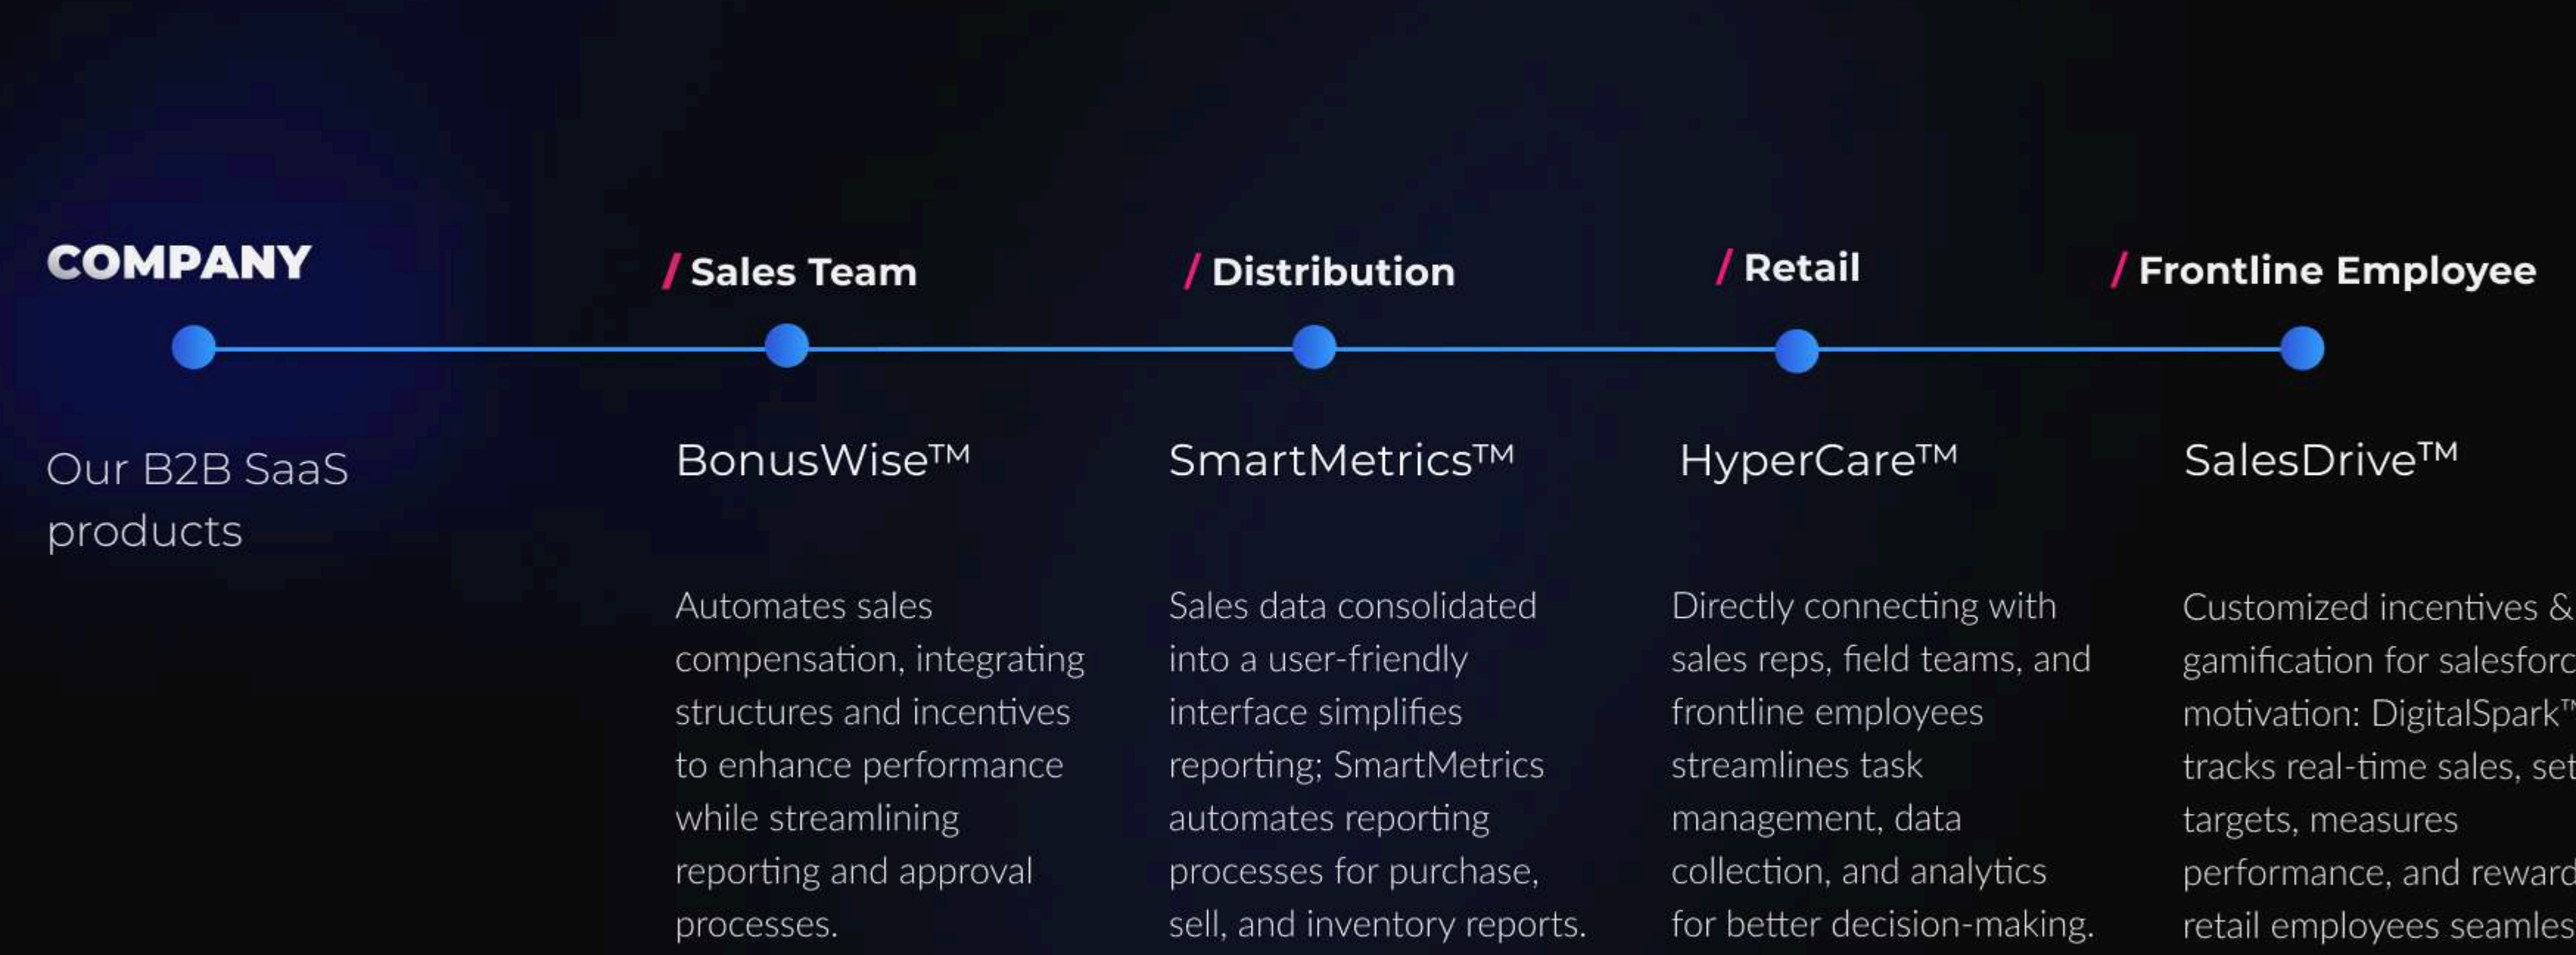 COMPANY
/ Sales Team
/ Distribution
/ Retail
/ Frontline Employee
Our B2B SaaS
products
BonusWise™
Automates sales
compensation, integrating
structures and incentives
to enhance performance
while streamlining
reporting and approval
processes.
SmartMetrics™
Sales data consolidated
into a user-friendly
interface simplifies
reporting; SmartMetrics
automates reporting
processes for purchase,
sell, and inventory reports.
HyperCare™
Directly connecting with
sales reps, field teams, and
frontline employees
streamlines task
management, data
collection, and analytics
for better decision-making.
SalesDrive™
Customized incentives &
gamification for salesforc
motivation: DigitalSpark™
tracks real-time sales, set
targets, measures
performance, and reward
retail employees seamles